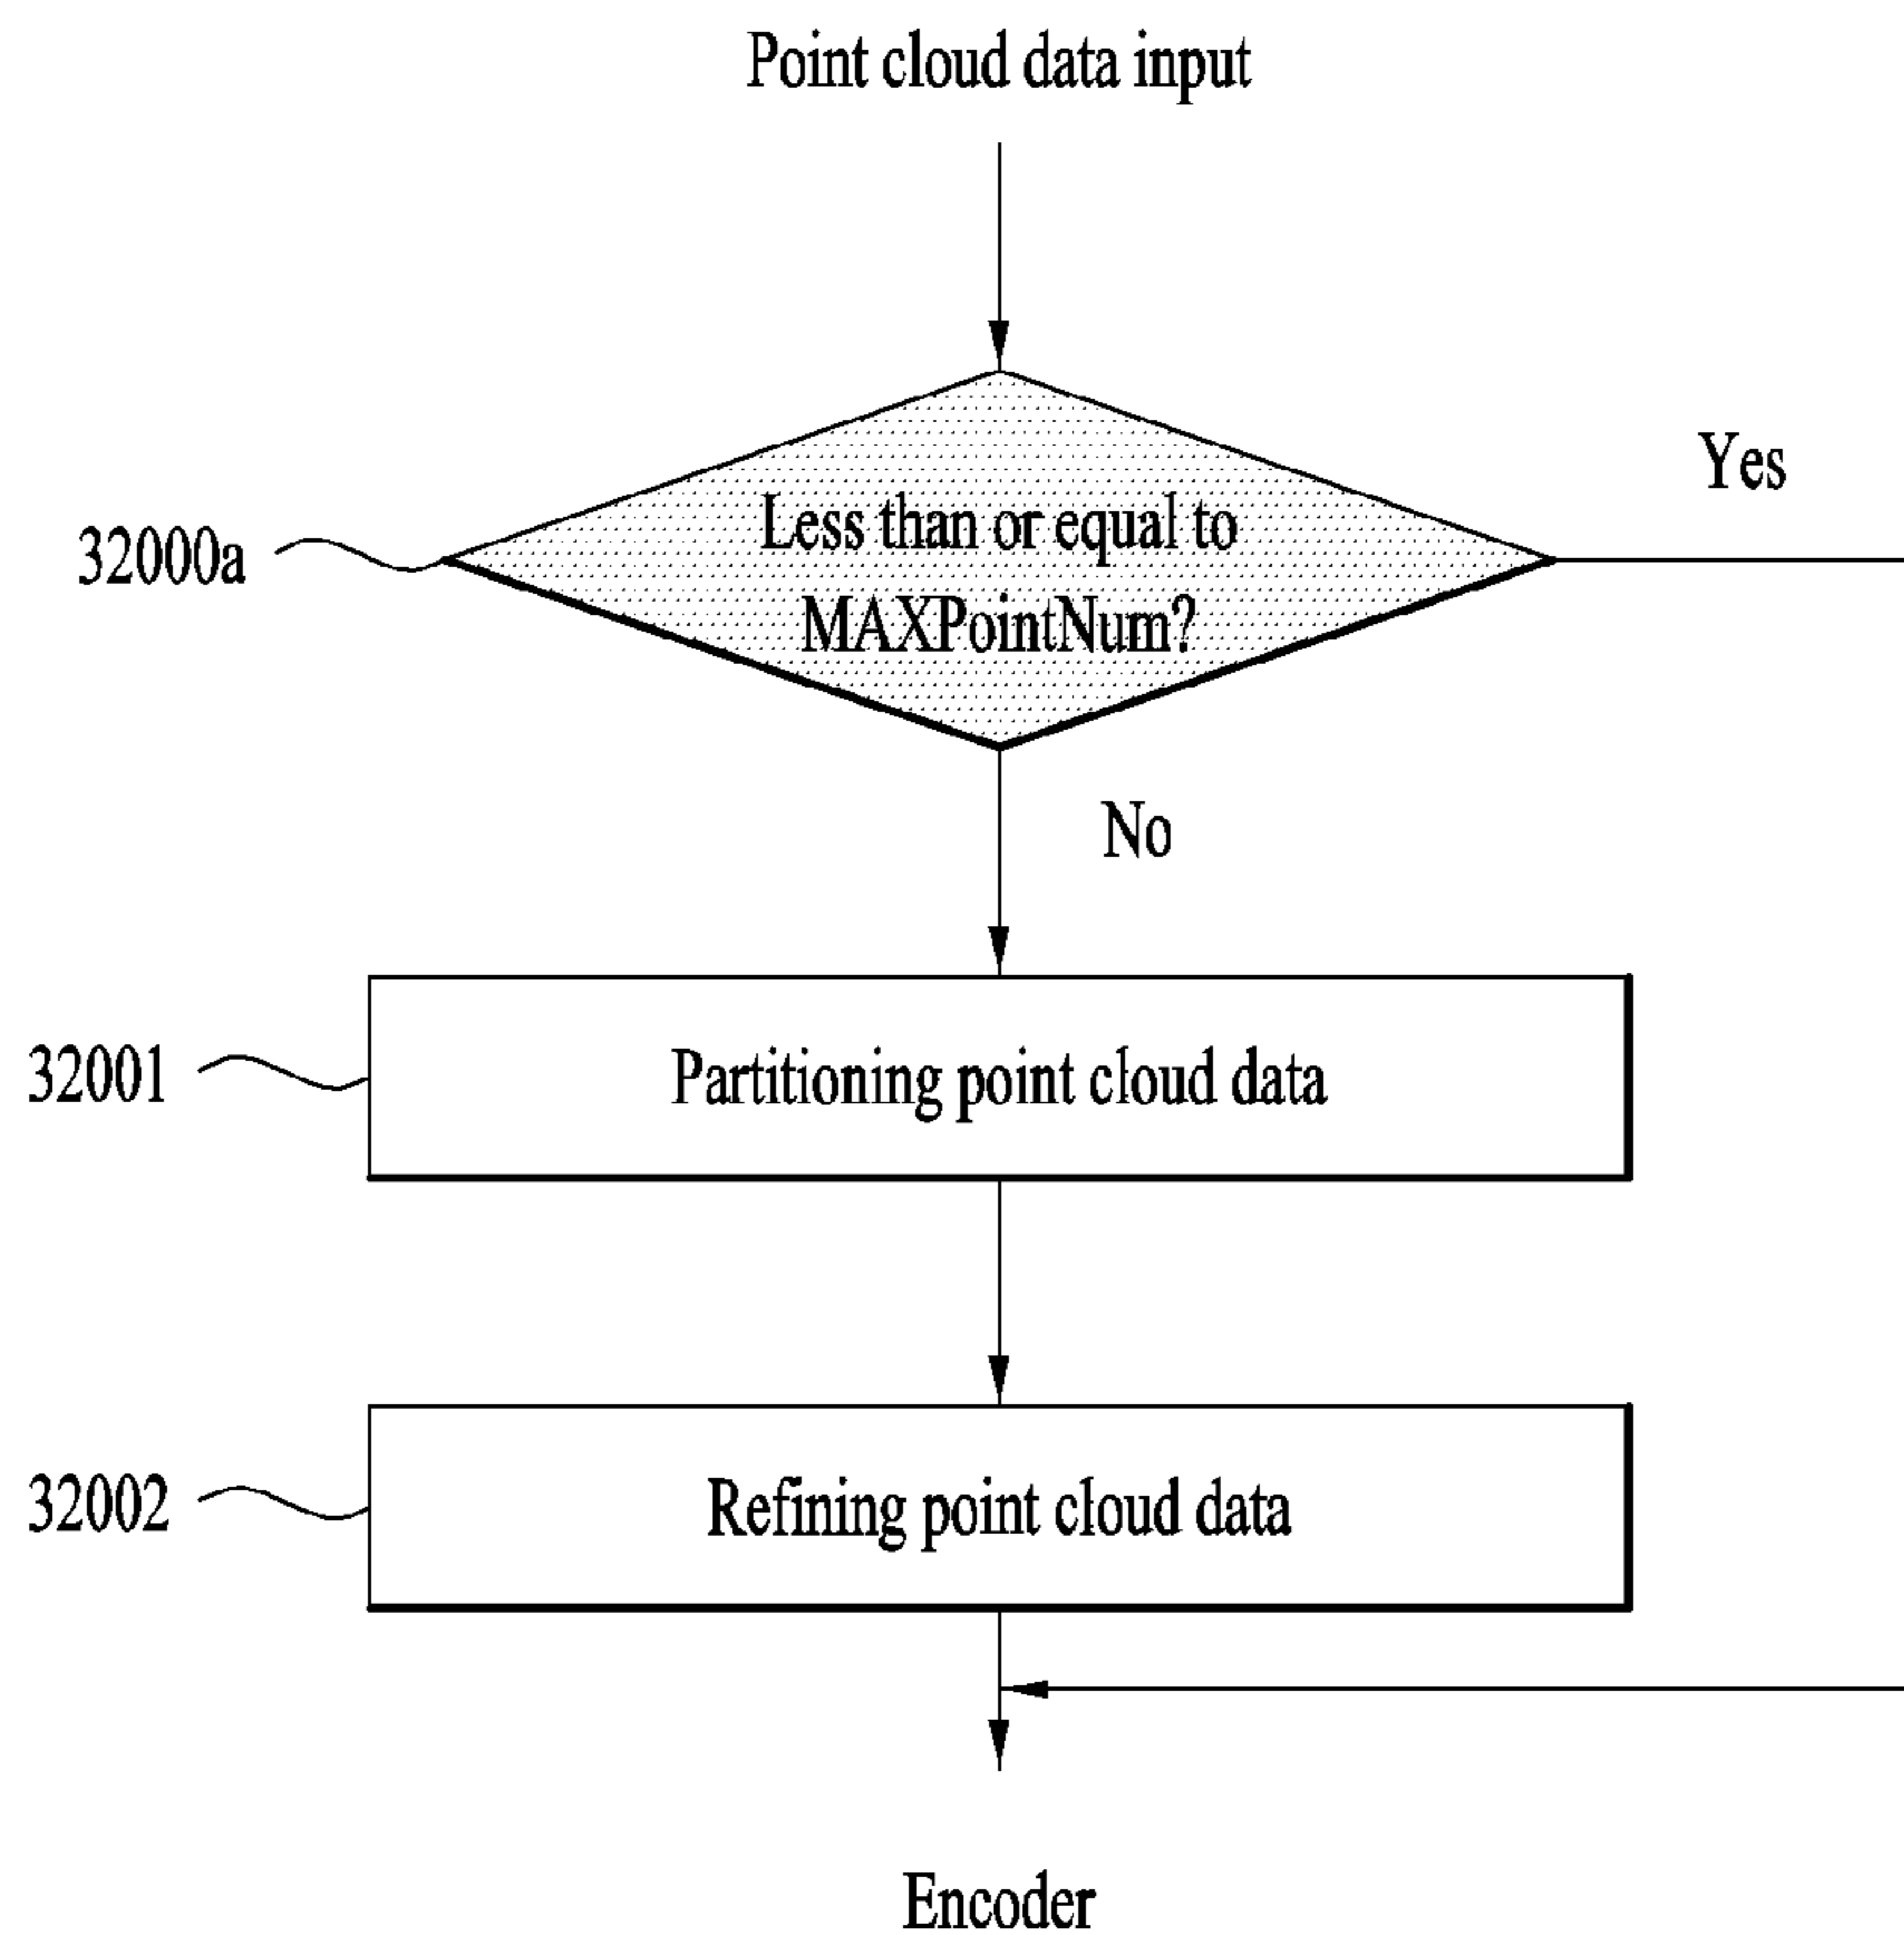 Point cloud data input
Yes
Less than or equal to
MAXPointNum?
32000a
No
32001
Partitioning point cloud data
32002
Refining point cloud data
Encoder